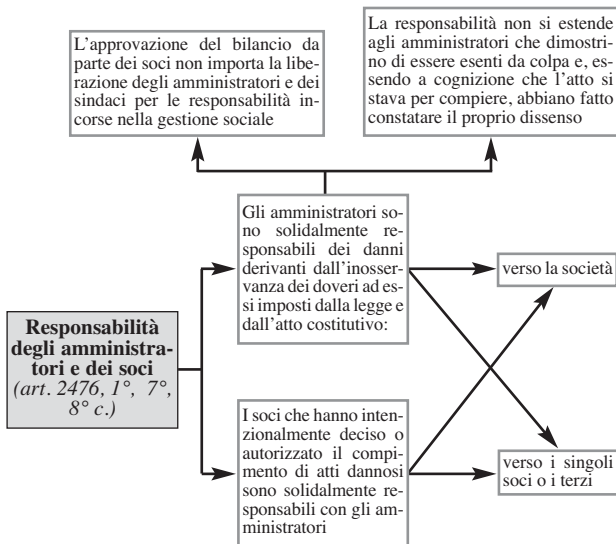 L'approvazione del bilancio da
parte dei soci non importa la libe-
razione degli amministratori e dei
sindaci per le responsabilità in-
corse nella gestione sociale
La responsabilità non si estende
agli amministratori che dimostri-
no di essere esenti da colpa e, es-
sendo a cognizione che l'atto si
stava per compiere, abbiano fatto
constatare il proprio dissenso
Gli amministratori so-
no solidalmente re-
sponsabili dei danni
derivanti dall'inosser-
vanza dei doveri ad es-
si imposti dalla legge e
dall'atto costitutivo:
verso la società
Responsabilità
degli amministra-
tori e dei soci
(art. 2476, 1°, 7°,
8° c.)
I soci che hanno inten-
zionalmente deciso o
autorizzato il compi-
mento di atti dannosi
sono solidalmente re-
sponsabili con gli am-
ministratori
verso i singoli
soci o i terzi